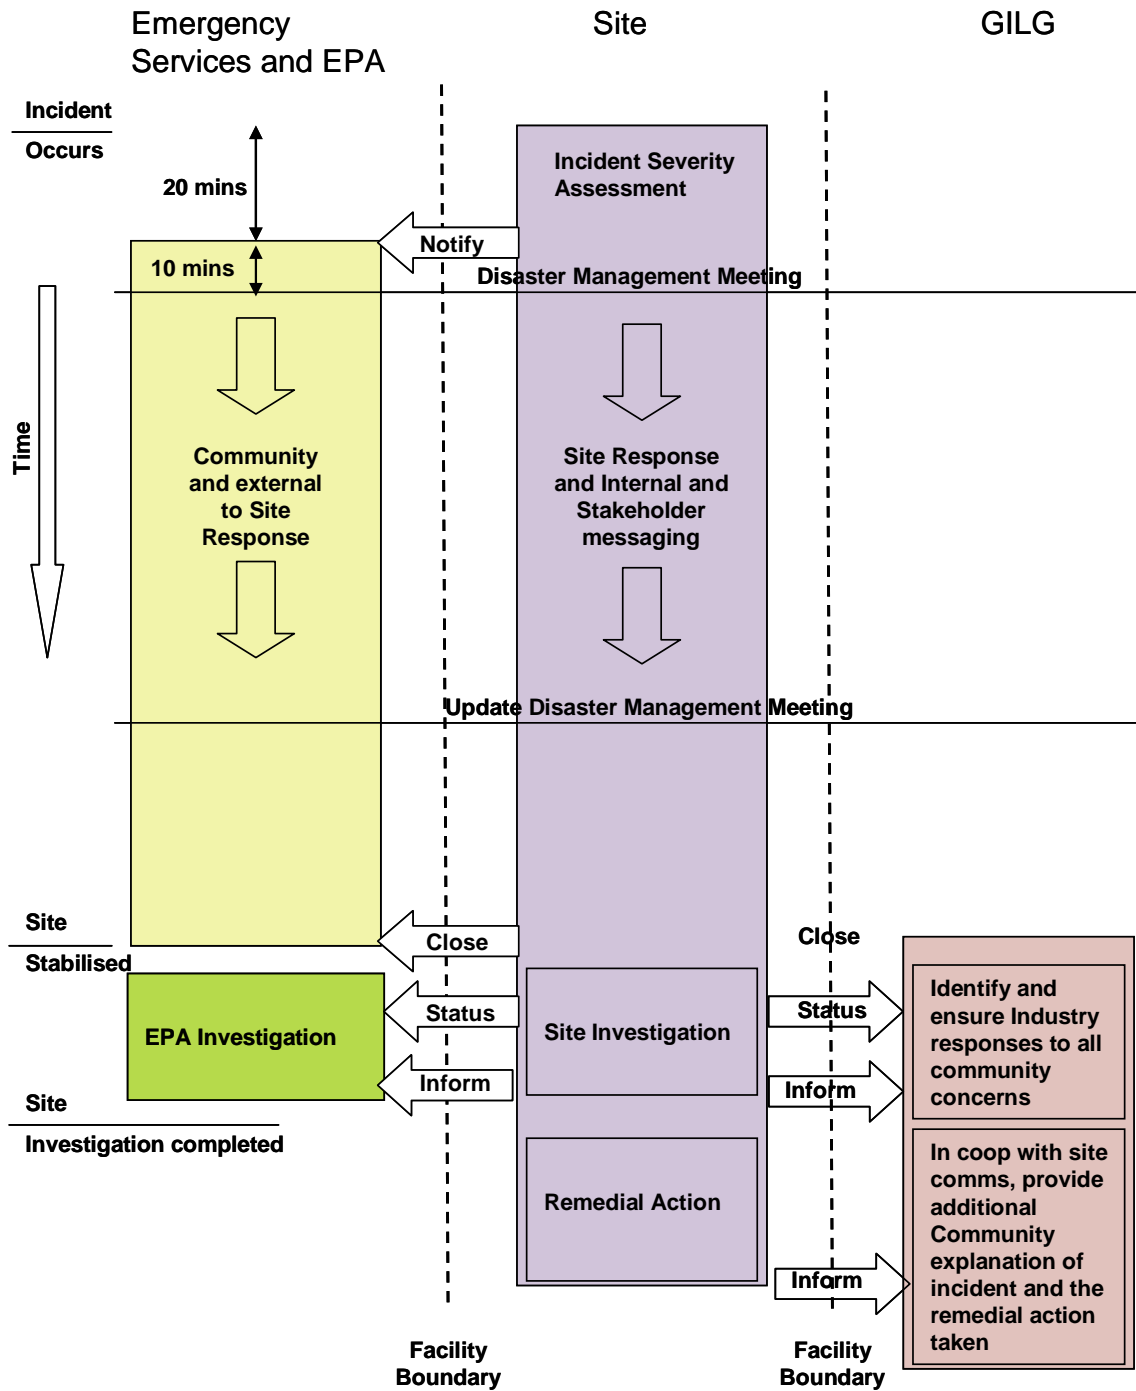 Emergency
Services and EPA
Site
GILG
Incident
Occurs
20 mins
Incident Severity
Assessment
Notify
10 mins
Disaster Management Meeting
Time
Community
and external
to Site
Response
Site Response
and Internal and
Stakeholder
messaging
Update Disaster Management Meeting
Site
Stabilised
Close
Close
Status
Status
EPA Investigation
Site Investigation
Identify and
ensure Industry
responses to all
community
concerns
Inform
Inform
Site
Investigation completed
Remedial Action
In coop with site
comms, provide
additional
Community
explanation of
incident and the
remedial action
taken
Inform
Facility
Boundary
Facility
Boundary